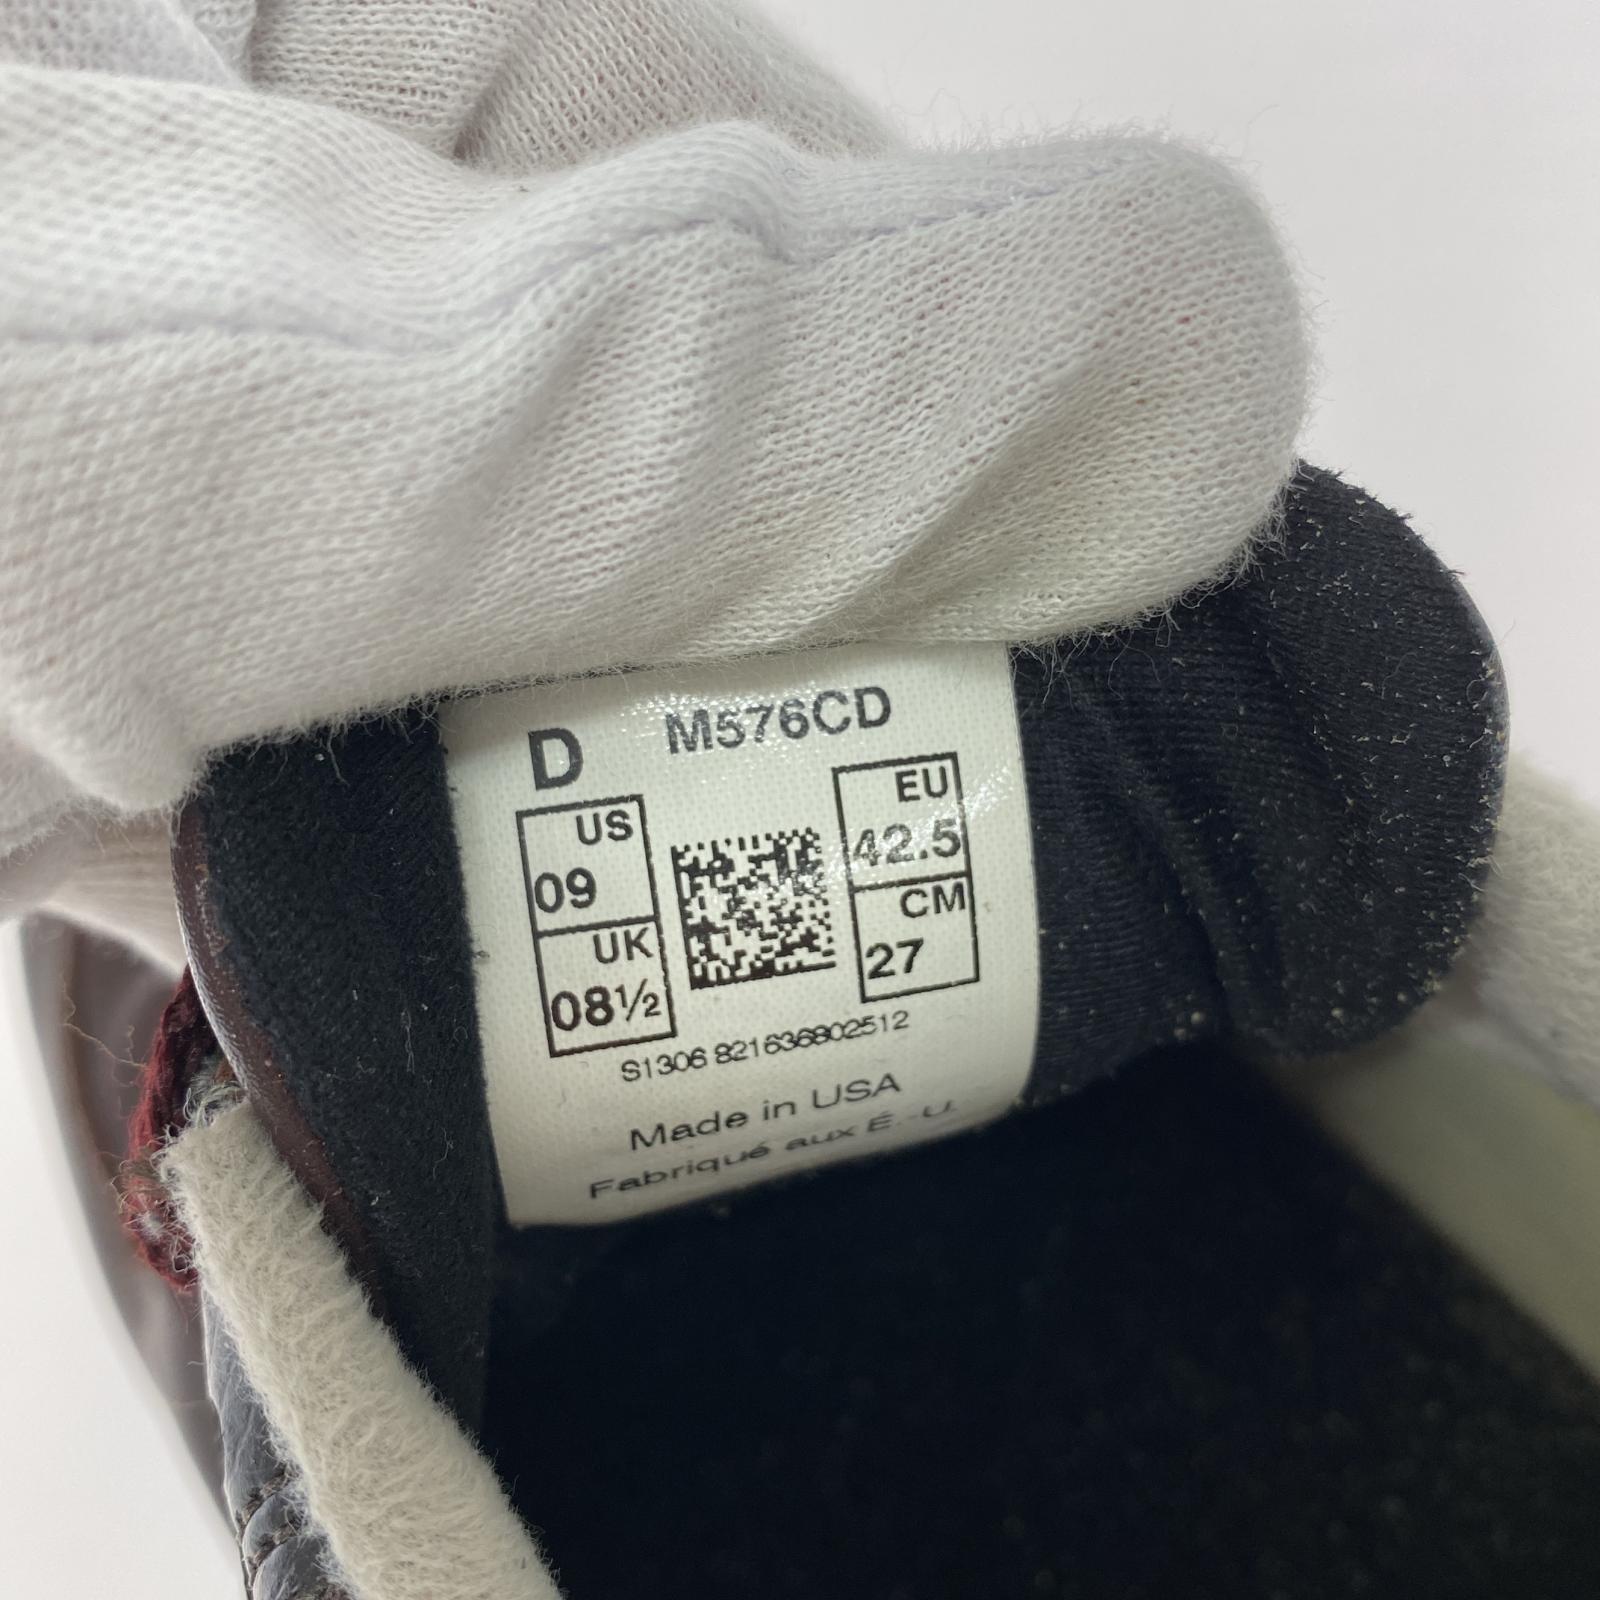 D M576CD
US
09
UK
08½
EU
42.5
CM
27
S1306 821636802512
Made in USA
Fabriqué aux É.-U.